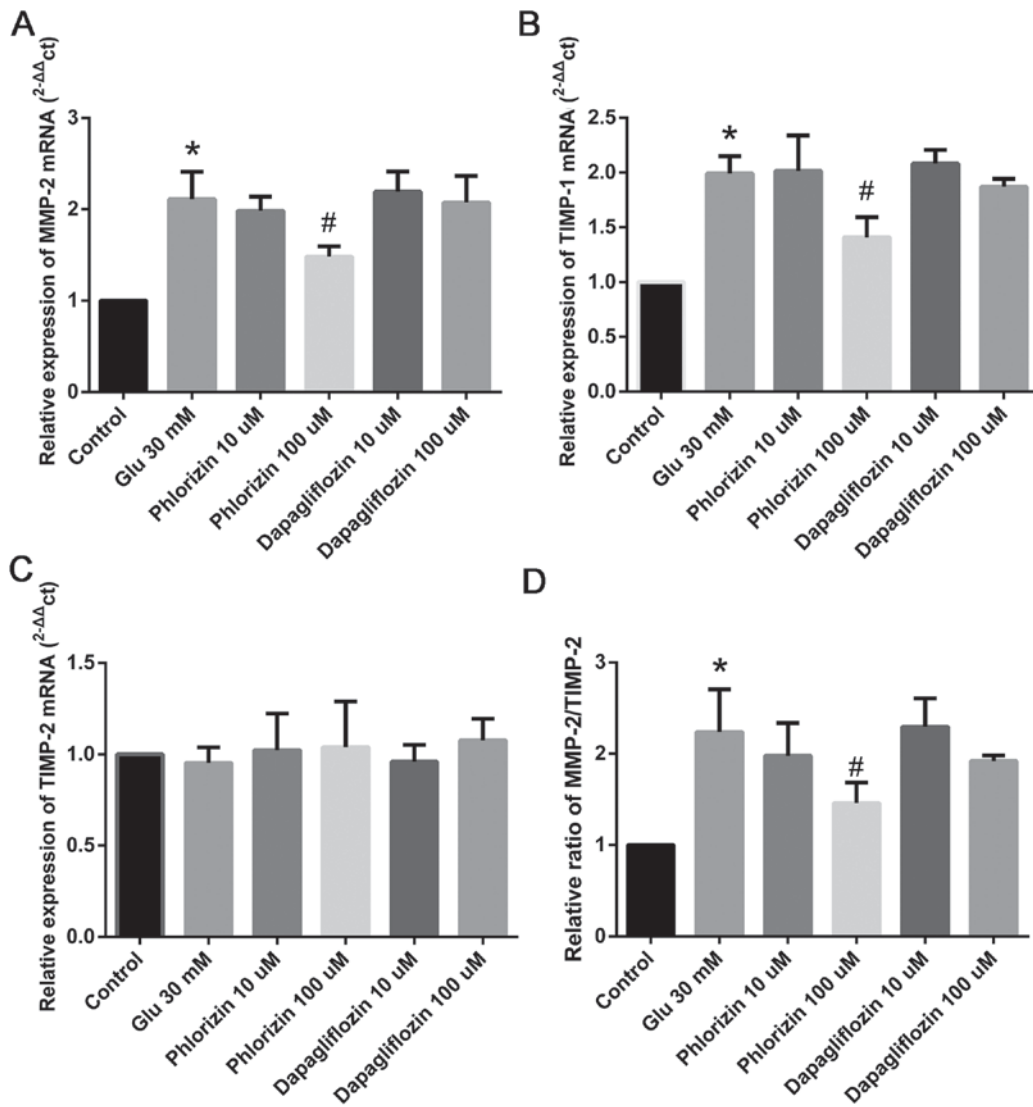 A
Relative expression of MMP-2 mRNA (2-ΔΔct)
3
2
1
0
*
#
Control
Glu 30 mM
Phlorizin 10 uM
Phlorizin 100 uM
Dapagliflozin 10 uM
Dapagliflozin 100 uM
B
Relative expression of TIMP-1 mRNA (2-ΔΔct)
2.5
2.0
1.5
1.0
0.5
0.0
*
#
Control
Glu 30 mM
Phlorizin 10 uM
Phlorizin 100 uM
Dapagliflozin 10 uM
Dapagliflozin 100 uM
C
Relative expression of TIMP-2 mRNA (2-ΔΔct)
1.5
1.0
0.5
0.0
Control
Glu 30 mM
Phlorizin 10 uM
Phlorizin 100 uM
Dapagliflozin 10 uM
Dapagliflozin 100 uM
D
Relative ratio of MMP-2/TIMP-2
3
2
1
0
*
#
Control
Glu 30 mM
Phlorizin 10 uM
Phlorizin 100 uM
Dapagliflozin 10 uM
Dapagliflozin 100 uM